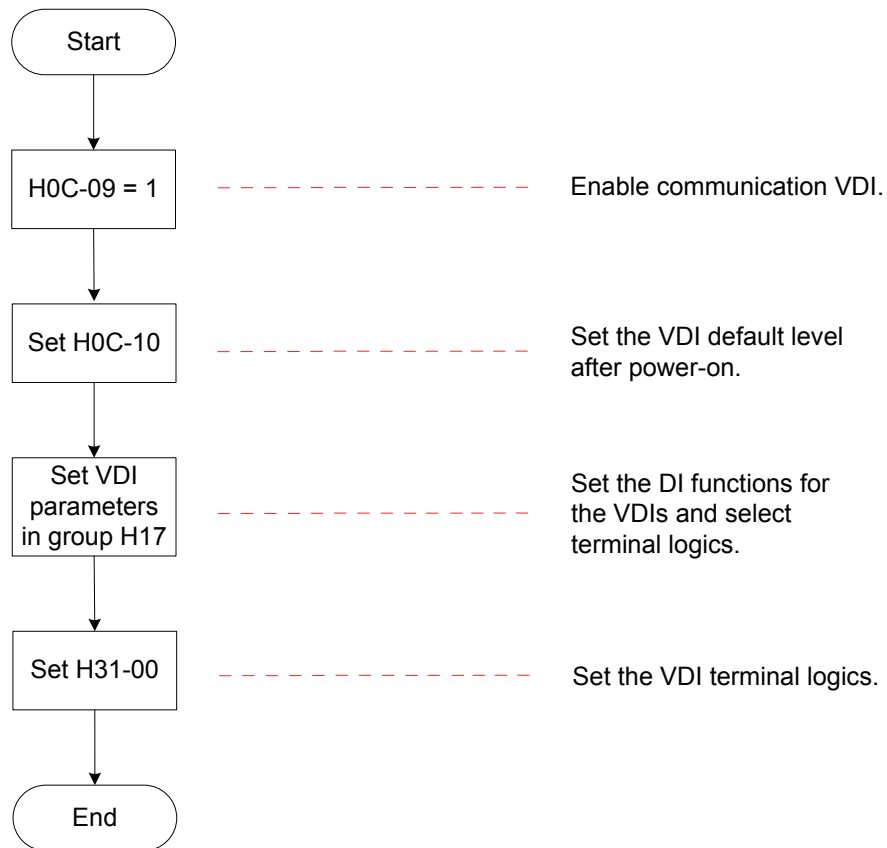 Start
H0C-09 = 1
Enable communication VDI.
Set H0C-10
Set the VDI default level
after power-on.
Set VDI
parameters
in group H17
Set the DI functions for
the VDIs and select
terminal logics.
Set H31-00
Set the VDI terminal logics.
End